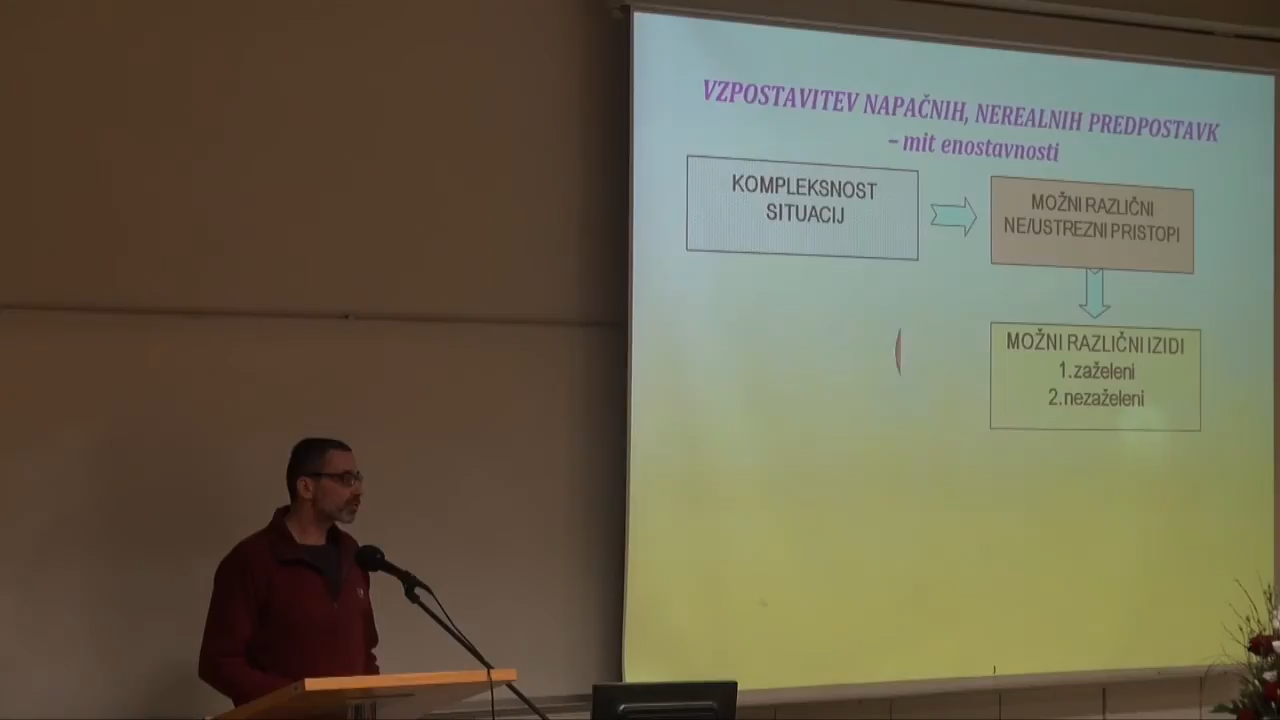 VZPOSTAVITEV NAPAČNIH, NEREALNIH PREDPOSTAVK
– mit enostavnosti
KOMPLEKSNOST
SITUACIJ
MOŽNI RAZLIČNI
NE/USTREZNI PRISTOPI
MOŽNI RAZLIČNI IZIDI
1.zaželeni
2.nezaželeni